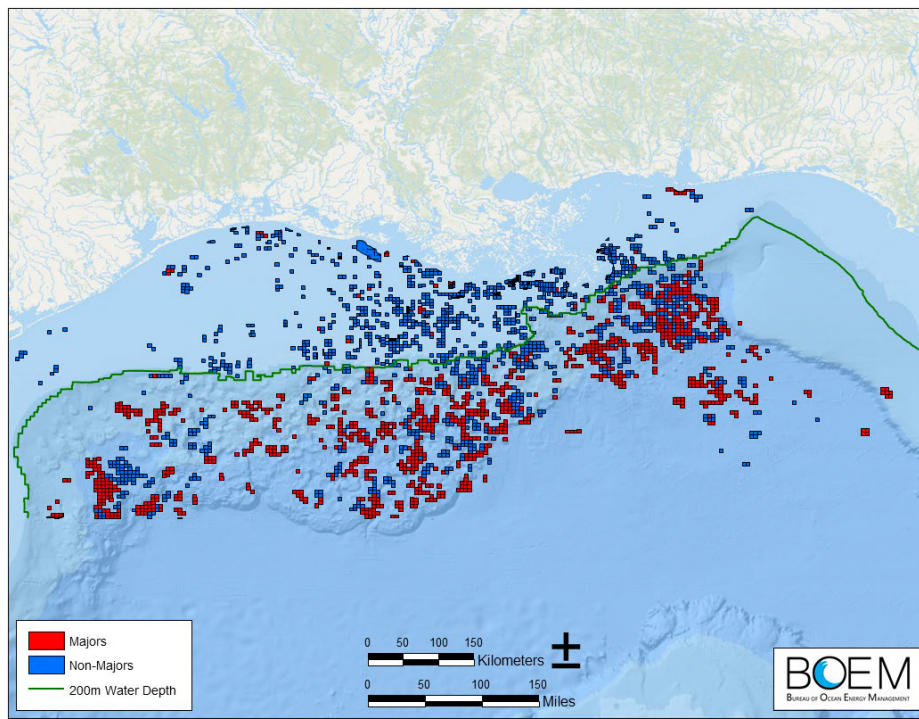 Majors
Non-Majors
200m Water Depth
0 50 100 150
Kilometers
0 50 100 150
Miles
BOEM
BUREAU OF OCEAN ENERGY MANAGEMENT